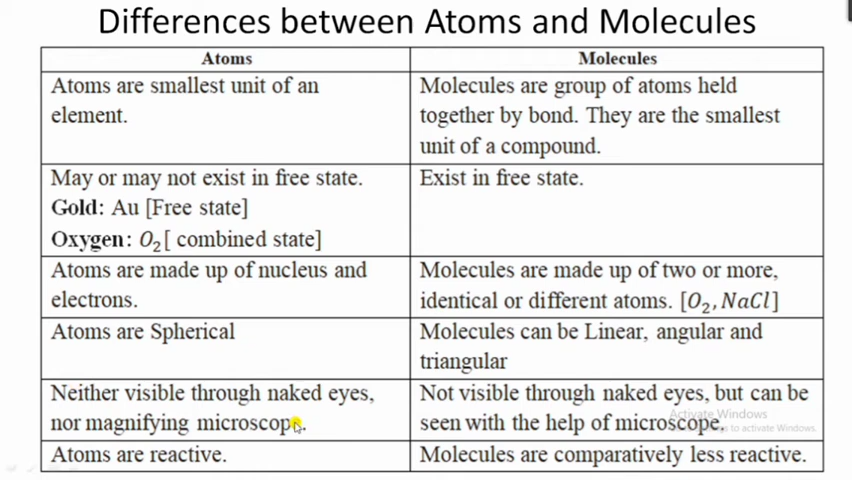 Differences between Atoms and Molecules
Atoms
Molecules
Atoms are smallest unit of an
element.
Molecules are group of atoms held
together by bond. They are the smallest
unit of a compound.
May or may not exist in free state.
Gold: Au [Free state]
Oxygen: O₂[ combined state]
Exist in free state.
Atoms are made up of nucleus and
electrons.
Molecules are made up of two or more,
identical or different atoms. [O₂, NaCl]
Atoms are Spherical
Molecules can be Linear, angular and
triangular
Neither visible through naked eyes,
nor magnifying microscope.
Not visible through naked eyes, but can be
seen with the help of microscope.
Activate Windows
to activate Windows.
Atoms are reactive.
Molecules are comparatively less reactive.